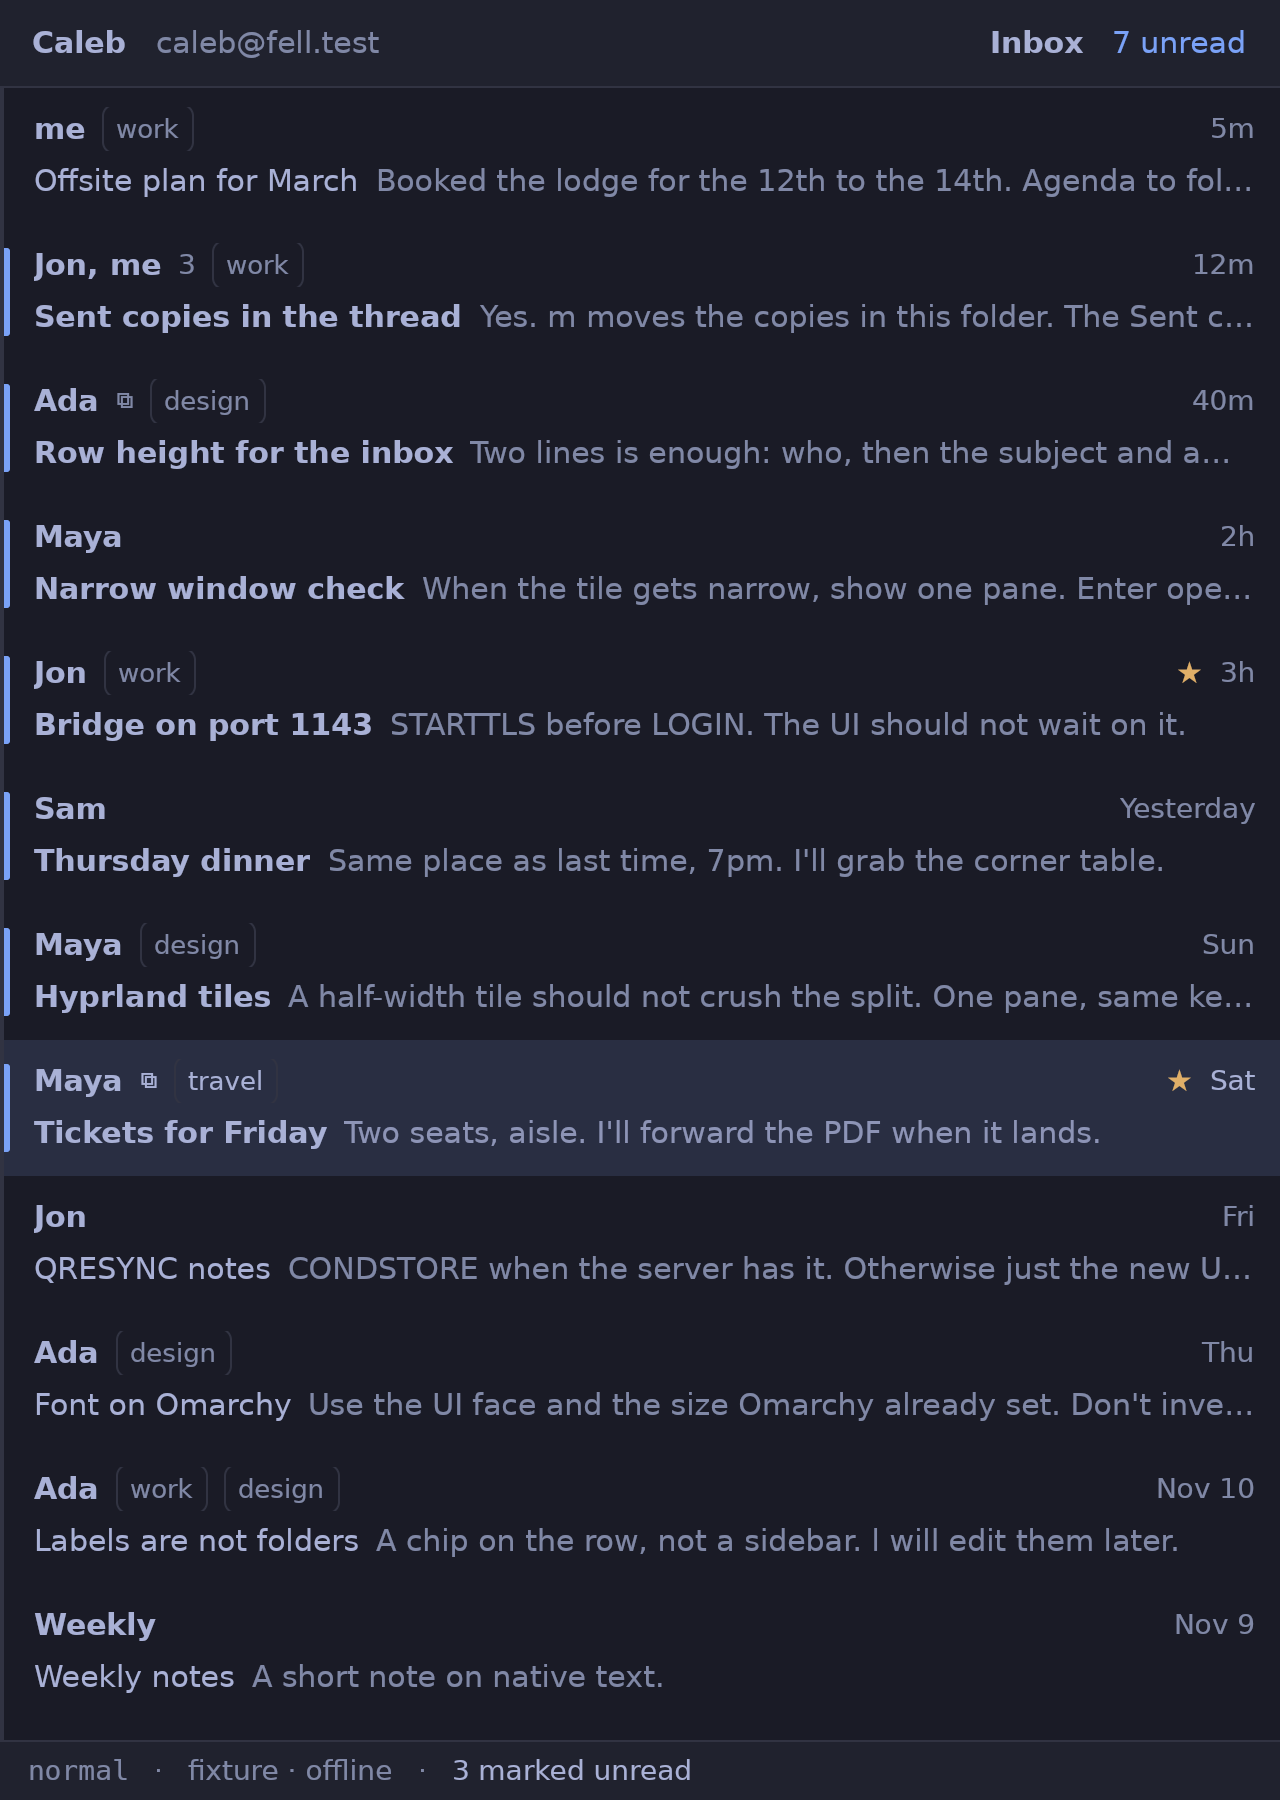 Caleb caleb@fell.test Inbox 7 unread
me work 5m
Offsite plan for March Booked the lodge for the 12th to the 14th. Agenda to fol…
Jon, me 3 work 12m
Sent copies in the thread Yes. m moves the copies in this folder. The Sent c…
Ada design 40m
Row height for the inbox Two lines is enough: who, then the subject and a…
Maya 2h
Narrow window check When the tile gets narrow, show one pane. Enter ope…
Jon work ★ 3h
Bridge on port 1143 STARTTLS before LOGIN. The UI should not wait on it.
Sam Yesterday
Thursday dinner Same place as last time, 7pm. I'll grab the corner table.
Maya design Sun
Hyprland tiles A half-width tile should not crush the split. One pane, same ke…
Maya travel ★ Sat
Tickets for Friday Two seats, aisle. I'll forward the PDF when it lands.
Jon Fri
QRESYNC notes CONDSTORE when the server has it. Otherwise just the new U…
Ada design Thu
Font on Omarchy Use the UI face and the size Omarchy already set. Don't inve…
Ada work design Nov 10
Labels are not folders A chip on the row, not a sidebar. l will edit them later.
Weekly Nov 9
Weekly notes A short note on native text.
normal · fixture · offline · 3 marked unread